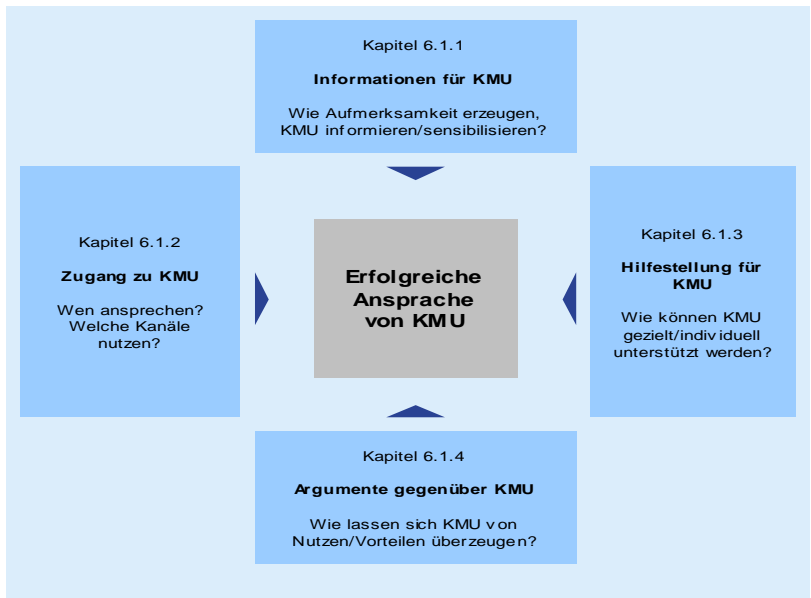 Kapitel 6.1.1
Informationen für KMU
Wie Aufmerksamkeit erzeugen,
KMU informieren/sensibilisieren?
Kapitel 6.1.2
Zugang zu KMU
Wen ansprechen?
Welche Kanäle
nutzen?
Erfolgreiche
Ansprache
von KMU
Kapitel 6.1.3
Hilfestellung für
KMU
Wie können KMU
gezielt/individuell
unterstützt werden?
Kapitel 6.1.4
Argumente gegenüber KMU
Wie lassen sich KMU von
Nutzen/Vorteilen überzeugen?